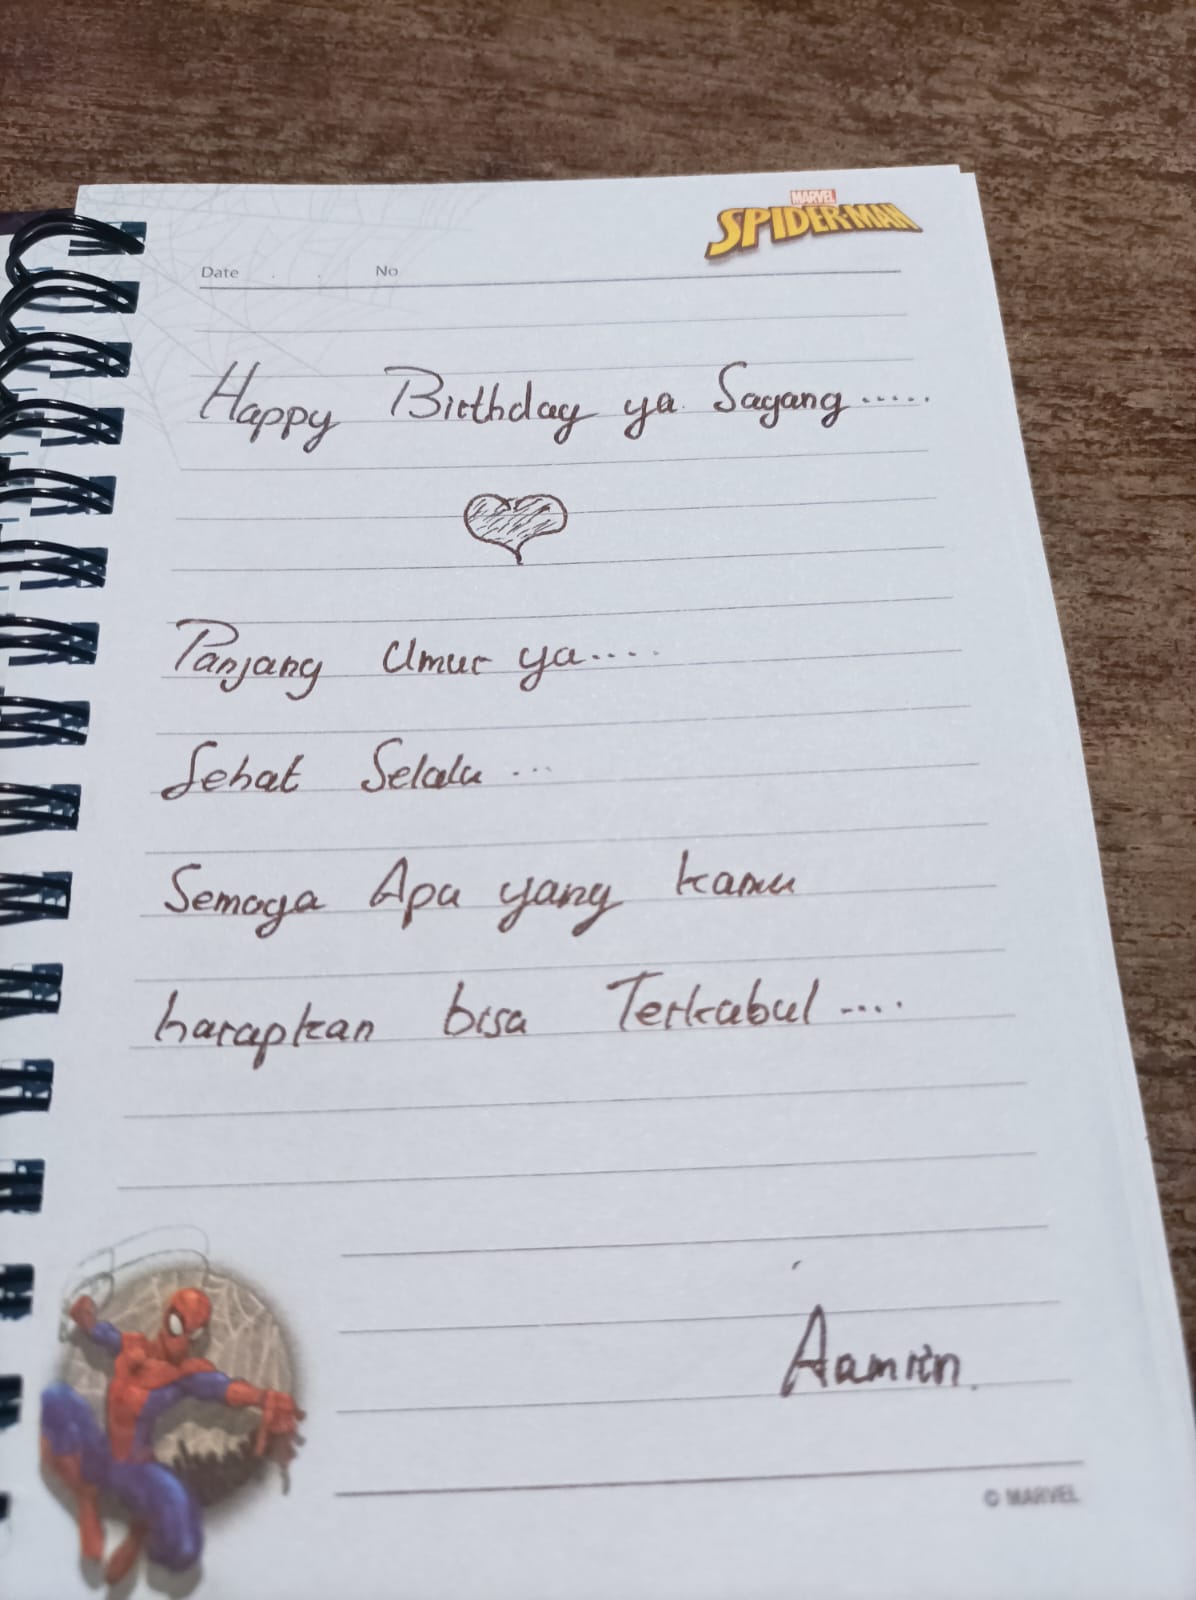 MARVEL
SPIDER-MAN
Date . . No
Happy Birthday ya Sayang.....
Panjang Umur ya....
Sehat Selalu ...
Semoga Apa yang kamu
harapkan bisa Terkabul ....
Aamiin.
© MARVEL